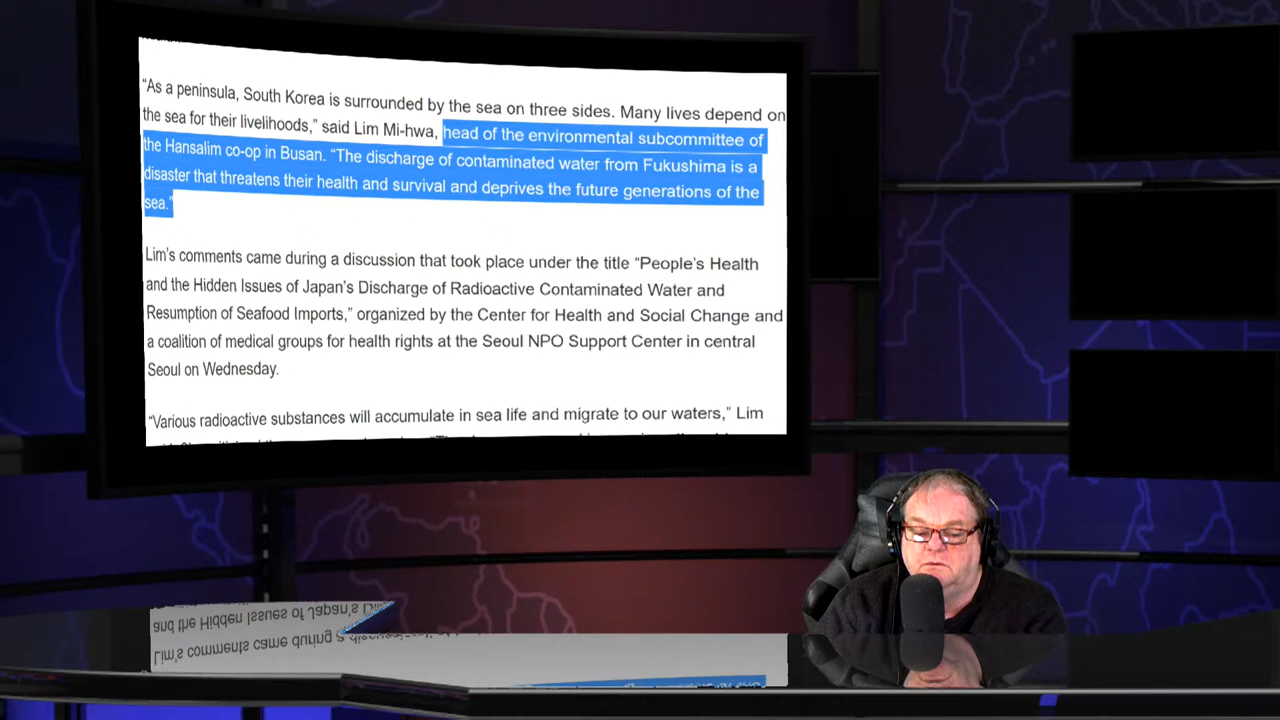 “As a peninsula, South Korea is surrounded by the sea on three sides. Many lives depend on
the sea for their livelihoods,” said Lim Mi-hwa, head of the environmental subcommittee of
the Hansalim co-op in Busan. “The discharge of contaminated water from Fukushima is a
disaster that threatens their health and survival and deprives the future generations of the
sea.”
Lim’s comments came during a discussion that took place under the title “People’s Health
and the Hidden Issues of Japan’s Discharge of Radioactive Contaminated Water and
Resumption of Seafood Imports,” organized by the Center for Health and Social Change and
a coalition of medical groups for health rights at the Seoul NPO Support Center in central
Seoul on Wednesday.
“Various radioactive substances will accumulate in sea life and migrate to our waters,” Lim